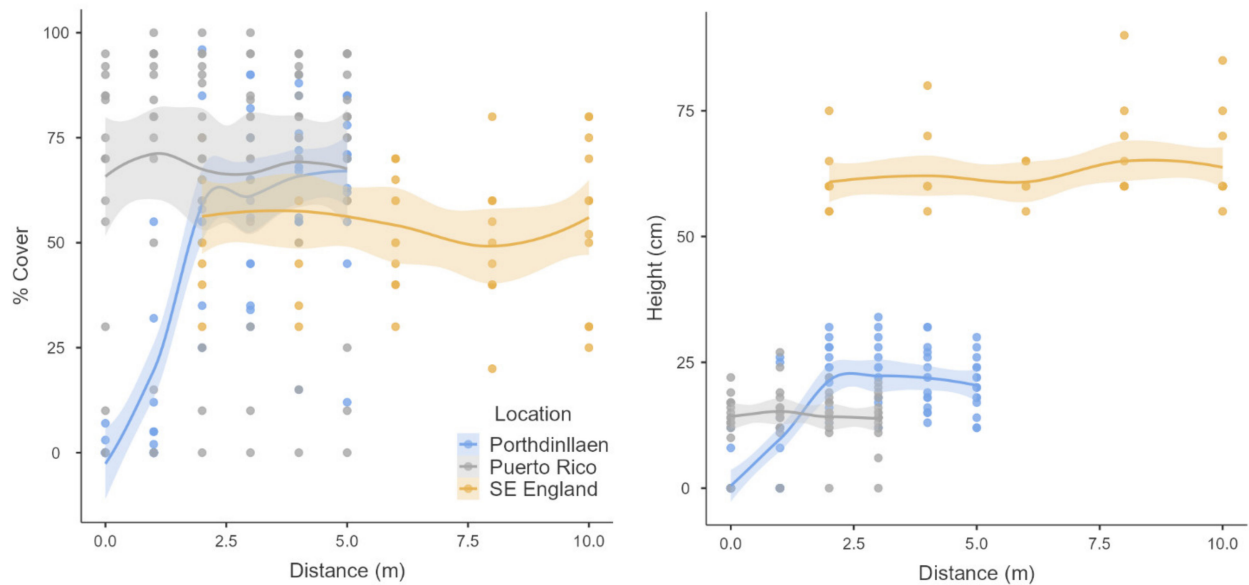 100
75
50
25
0
% Cover
0.0 2.5 5.0 7.5 10.0
Distance (m)
Location
Porthdinllaen
Puerto Rico
SE England
75
50
25
0
Height (cm)
0.0 2.5 5.0 7.5 10.0
Distance (m)